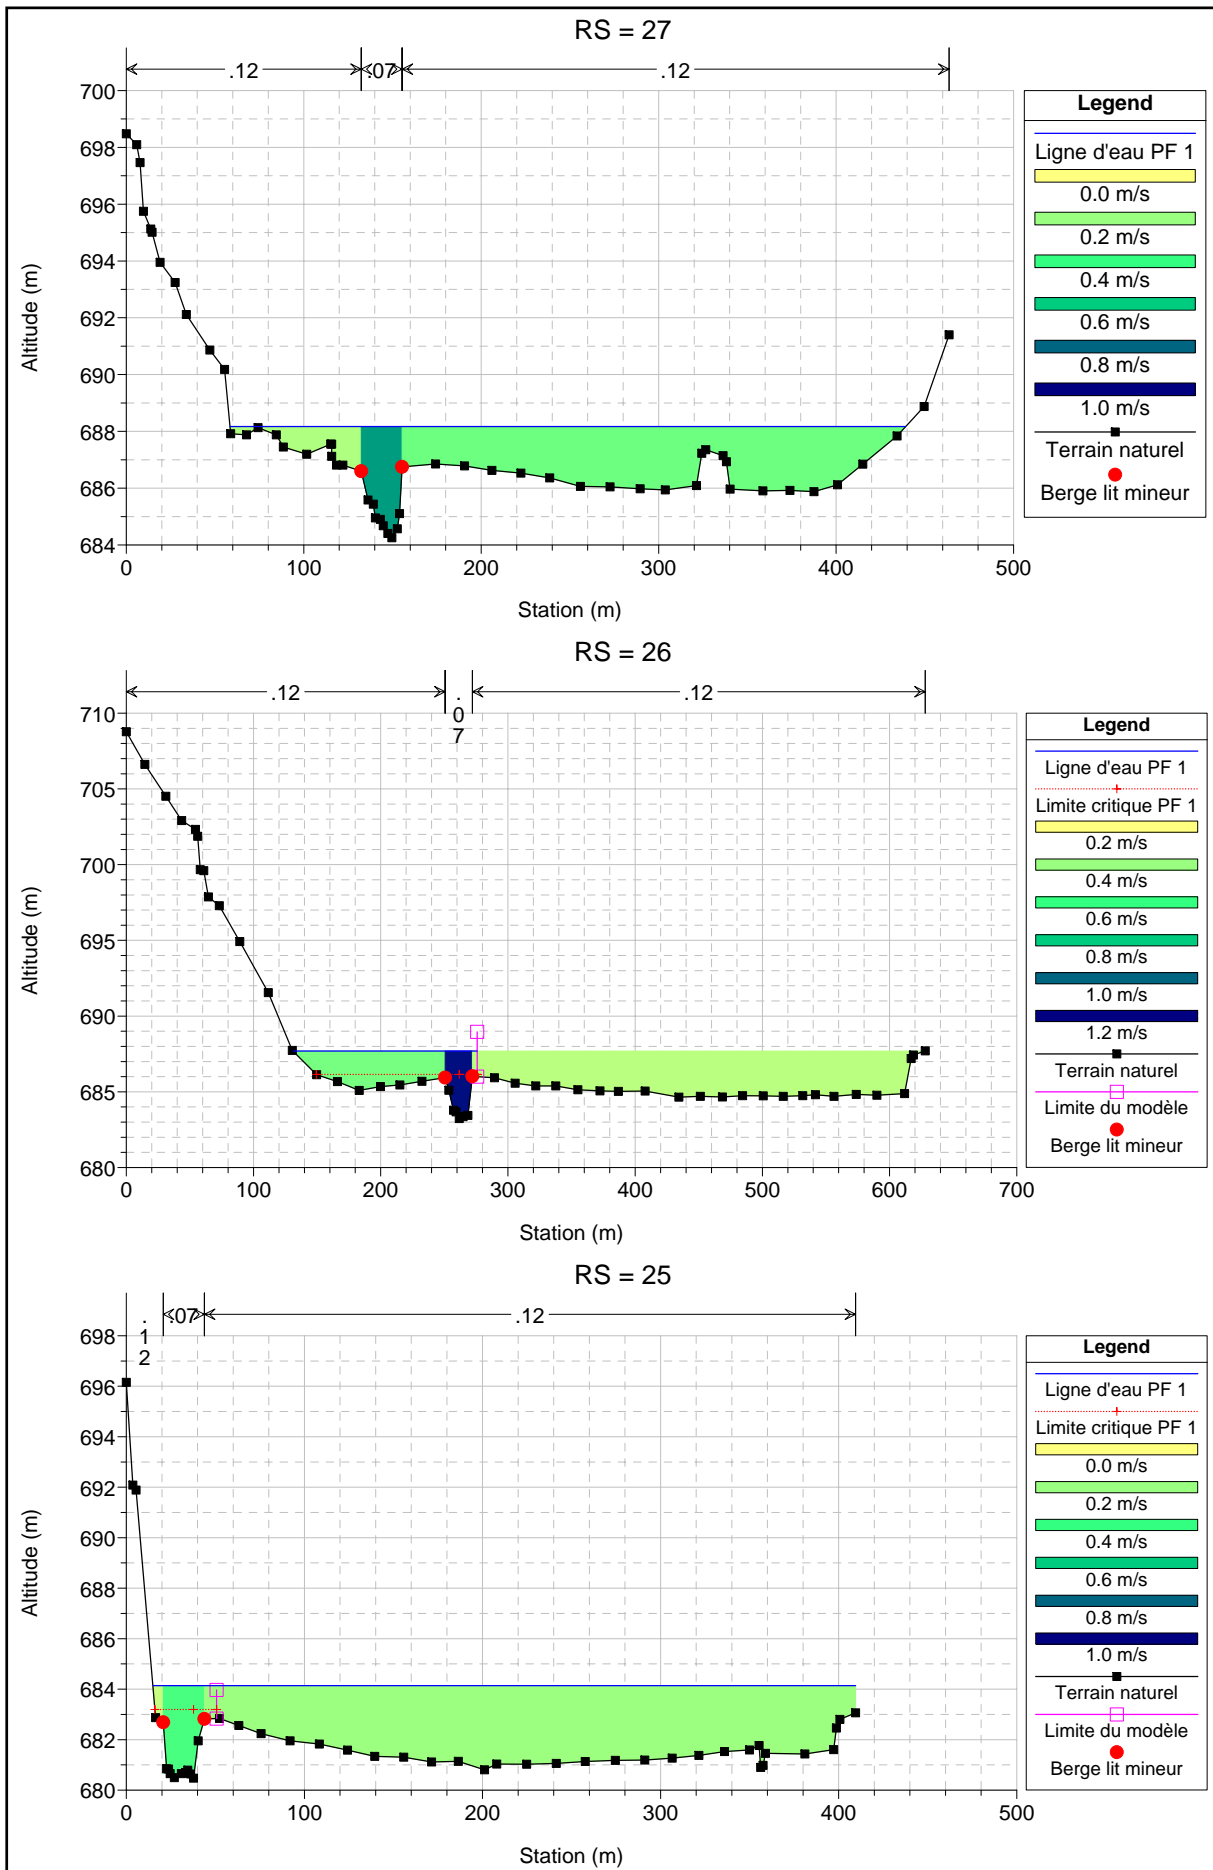 RS = 27
.12
.07
.12
700
698
696
694
692
690
688
686
684
0
100
200
300
400
500
Station (m)
Altitude (m)
Legend
Ligne d'eau PF 1
0.0 m/s
0.2 m/s
0.4 m/s
0.6 m/s
0.8 m/s
1.0 m/s
Terrain naturel
Berge lit mineur
RS = 26
.12
.07
.12
710
705
700
695
690
685
680
0
100
200
300
400
500
600
700
Station (m)
Altitude (m)
Legend
Ligne d'eau PF 1
Limite critique PF 1
0.2 m/s
0.4 m/s
0.6 m/s
0.8 m/s
1.0 m/s
1.2 m/s
Terrain naturel
Limite du modèle
Berge lit mineur
RS = 25
.12
.07
.12
698
696
694
692
690
688
686
684
682
680
0
100
200
300
400
500
Station (m)
Altitude (m)
Legend
Ligne d'eau PF 1
Limite critique PF 1
0.0 m/s
0.2 m/s
0.4 m/s
0.6 m/s
0.8 m/s
1.0 m/s
Terrain naturel
Limite du modèle
Berge lit mineur